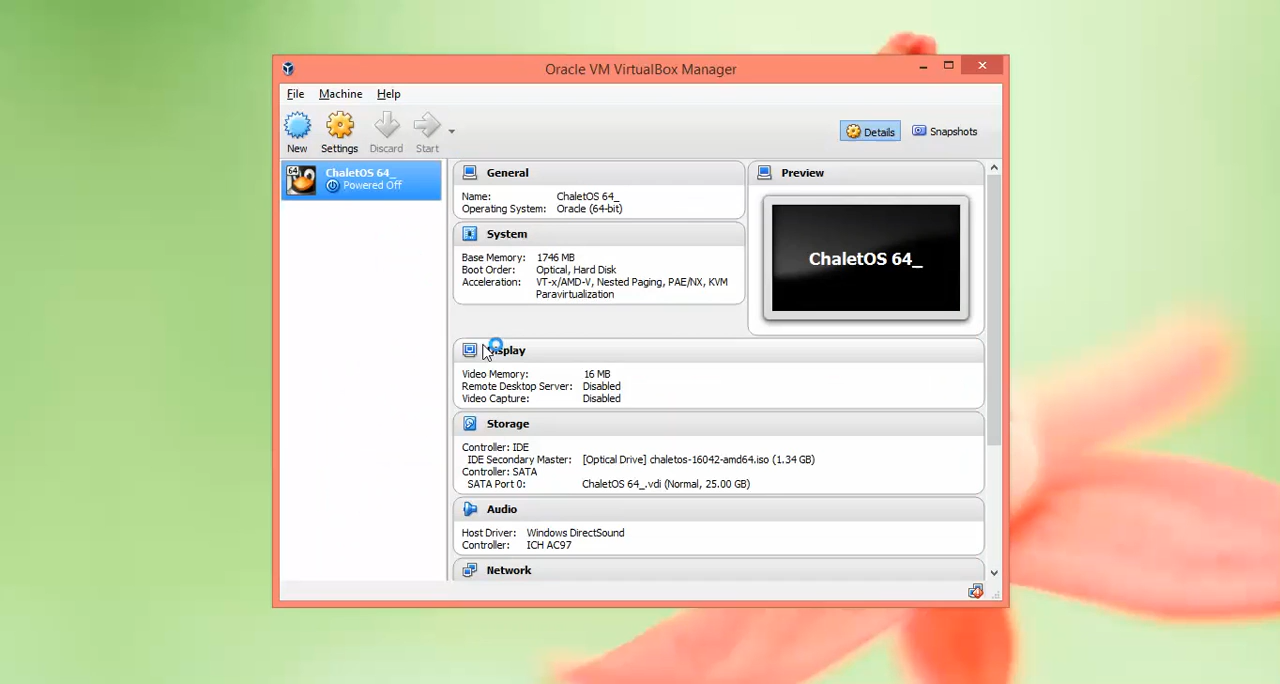 Oracle VM VirtualBox Manager
File Machine Help
New Settings Discard Start
Details Snapshots
64
ChaletOS 64_
Powered Off
General
Name: ChaletOS 64_
Operating System: Oracle (64-bit)
System
Base Memory: 1746 MB
Boot Order: Optical, Hard Disk
Acceleration: VT-x/AMD-V, Nested Paging, PAE/NX, KVM
Paravirtualization
Preview
ChaletOS 64_
Display
Video Memory: 16 MB
Remote Desktop Server: Disabled
Video Capture: Disabled
Storage
Controller: IDE
IDE Secondary Master: [Optical Drive] chaletos-16042-amd64.iso (1.34 GB)
Controller: SATA
SATA Port 0: ChaletOS 64_.vdi (Normal, 25.00 GB)
Audio
Host Driver: Windows DirectSound
Controller: ICH AC97
Network